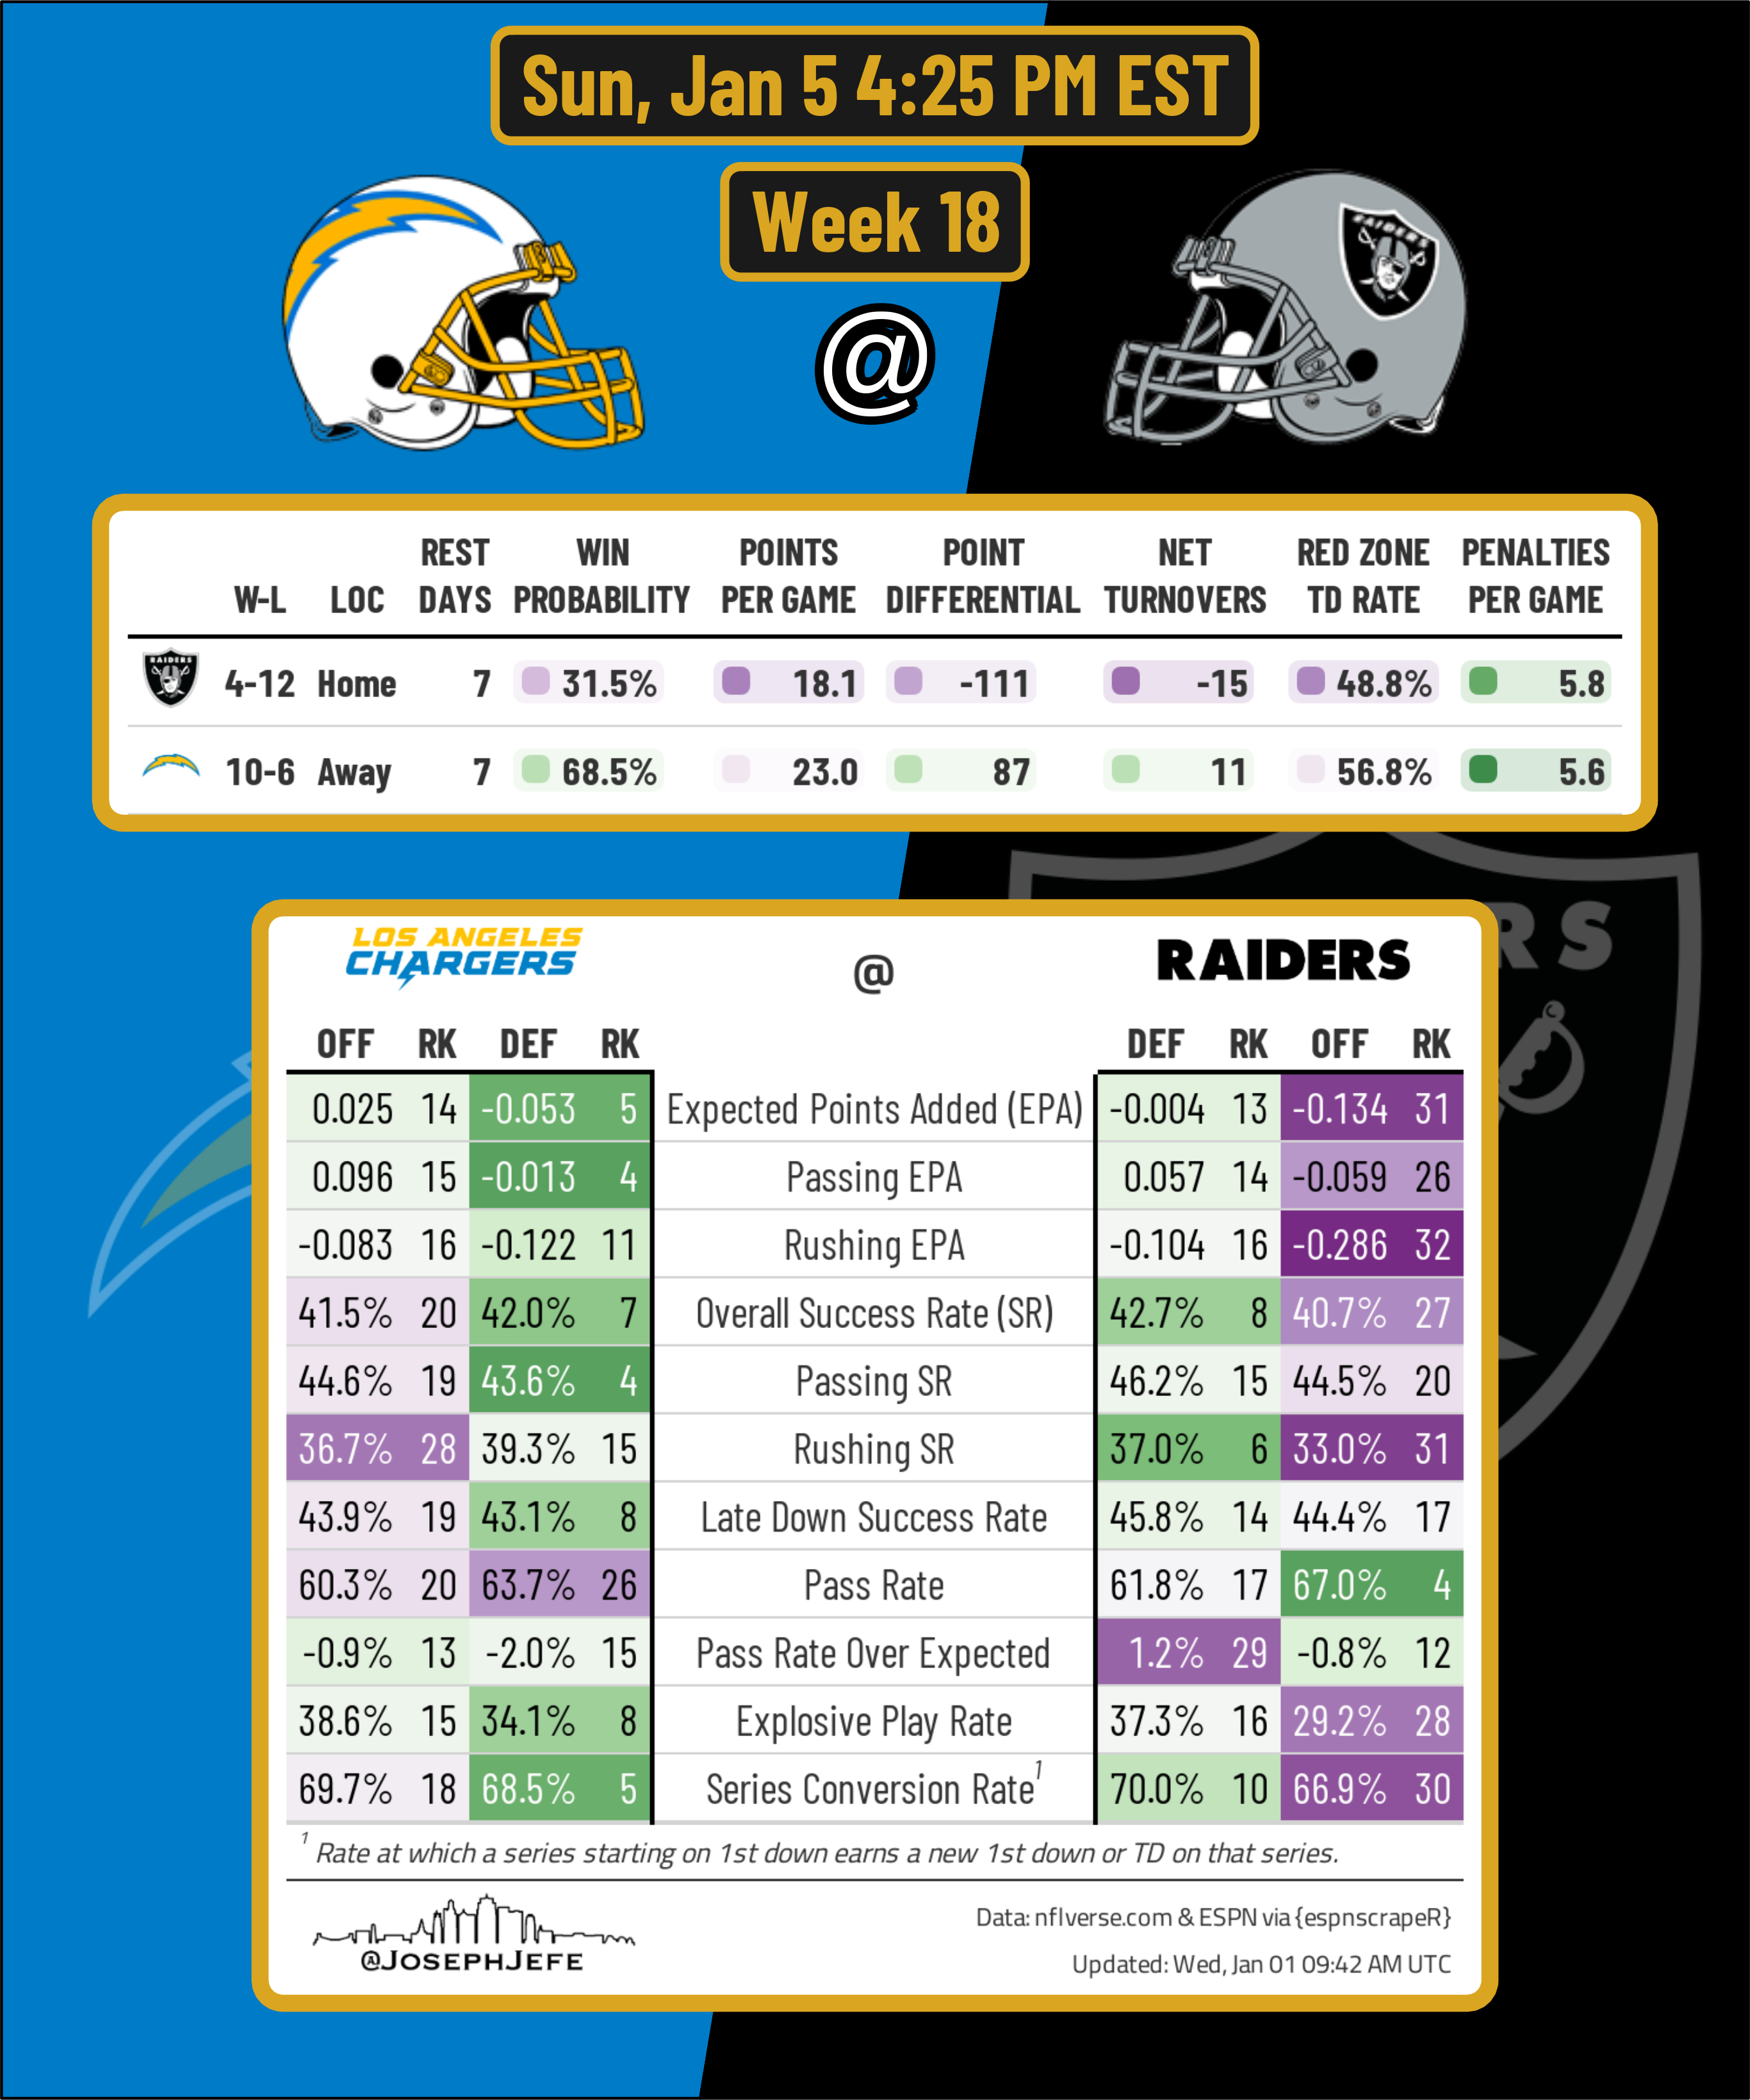 Sun, Jan 5 4:25 PM EST
Week 18
@
RAIDERS
W-L LOC REST DAYS WIN PROBABILITY POINTS PER GAME POINT DIFFERENTIAL NET TURNOVERS RED ZONE TD RATE PENALTIES PER GAME
RAIDERS 4-12 Home 7 31.5% 18.1 -111 -15 48.8% 5.8
10-6 Away 7 68.5% 23.0 87 11 56.8% 5.6
RS
LOS ANGELES
CHARGERS
@
RAIDERS
OFF RK DEF RK DEF RK OFF RK
0.025 14 -0.053 5 Expected Points Added (EPA) -0.004 13 -0.134 31
0.096 15 -0.013 4 Passing EPA 0.057 14 -0.059 26
-0.083 16 -0.122 11 Rushing EPA -0.104 16 -0.286 32
41.5% 20 42.0% 7 Overall Success Rate (SR) 42.7% 8 40.7% 27
44.6% 19 43.6% 4 Passing SR 46.2% 15 44.5% 20
36.7% 28 39.3% 15 Rushing SR 37.0% 6 33.0% 31
43.9% 19 43.1% 8 Late Down Success Rate 45.8% 14 44.4% 17
60.3% 20 63.7% 26 Pass Rate 61.8% 17 67.0% 4
-0.9% 13 -2.0% 15 Pass Rate Over Expected 1.2% 29 -0.8% 12
38.6% 15 34.1% 8 Explosive Play Rate 37.3% 16 29.2% 28
69.7% 18 68.5% 5 Series Conversion Rate1 70.0% 10 66.9% 30
1 Rate at which a series starting on 1st down earns a new 1st down or TD on that series.
@JOSEPHJEFE
Data: nflverse.com & ESPN via {espnscrapeR}
Updated: Wed, Jan 01 09:42 AM UTC